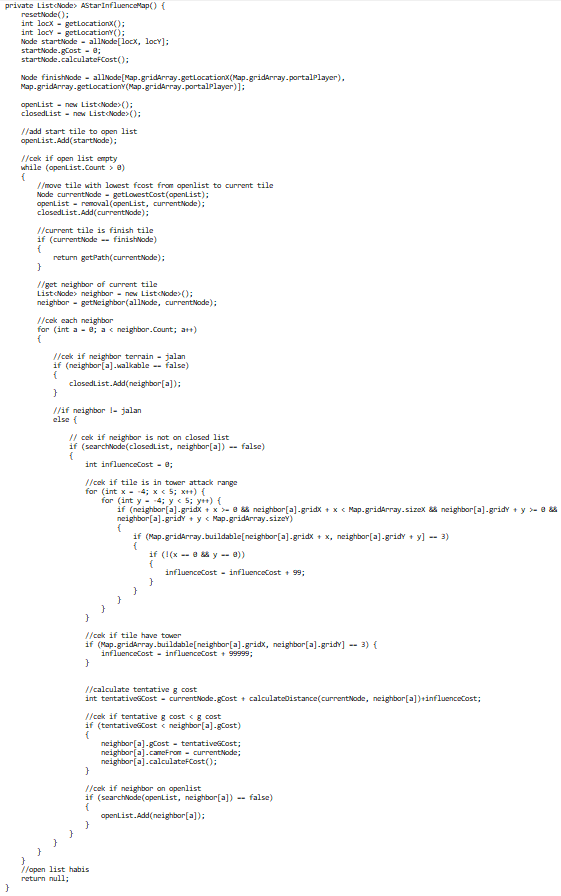 private List<Node> AStarInfluenceMap() {
    resetNode();
    int locX = getLocationX();
    int locY = getLocationY();
    Node startNode = allNode[locX, locY];
    startNode.gCost = 0;
    startNode.calculateFCost();

    Node finishNode = allNode[Map.gridArray.getLocationX(Map.gridArray.portalPlayer),
    Map.gridArray.getLocationY(Map.gridArray.portalPlayer)];

    openList = new List<Node>();
    closedList = new List<Node>();

    //add start tile to open list
    openList.Add(startNode);

    //cek if open list empty
    while (openList.Count > 0)
    {
        //move tile with lowest fcost from openlist to current tile
        Node currentNode = getLowestCost(openList);
        openList = removal(openList, currentNode);
        closedList.Add(currentNode);

        //current tile is finish tile
        if (currentNode == finishNode)
        {
            return getPath(currentNode);
        }

        //get neighbor of current tile
        List<Node> neighbor = new List<Node>();
        neighbor = getNeighbor(allNode, currentNode);

        //cek each neighbor
        for (int a = 0; a < neighbor.Count; a++)
        {

            //cek if neighbor terrain = jalan
            if (neighbor[a].walkable == false)
            {
                closedList.Add(neighbor[a]);
            }

            //if neighbor != jalan
            else {

                // cek if neighbor is not on closed list
                if (searchNode(closedList, neighbor[a]) == false)
                {
                    int influenceCost = 0;

                    //cek if tile is in tower attack range
                    for (int x = -4; x < 5; x++) {
                        for (int y = -4; y < 5; y++) {
                            if (neighbor[a].gridX + x >= 0 && neighbor[a].gridX + x < Map.gridArray.sizeX && neighbor[a].gridY + y >= 0 &&
                            neighbor[a].gridY + y < Map.gridArray.sizeY)
                            {
                                if (Map.gridArray.buildable[neighbor[a].gridX + x, neighbor[a].gridY + y] == 3)
                                {
                                    if (!(x == 0 && y == 0))
                                    {
                                        influenceCost = influenceCost + 99;
                                    }
                                }
                            }
                        }
                    }

                    //cek if tile have tower
                    if (Map.gridArray.buildable[neighbor[a].gridX, neighbor[a].gridY] == 3) {
                        influenceCost = influenceCost + 99999;
                    }


                    //calculate tentative g cost
                    int tentativeGCost = currentNode.gCost + calculateDistance(currentNode, neighbor[a])+influenceCost;

                    //cek if tentative g cost < g cost
                    if (tentativeGCost < neighbor[a].gCost)
                    {
                        neighbor[a].gCost = tentativeGCost;
                        neighbor[a].cameFrom = currentNode;
                        neighbor[a].calculateFCost();
                    }

                    //cek if neighbor on openlist
                    if (searchNode(openList, neighbor[a]) == false)
                    {
                        openList.Add(neighbor[a]);
                    }
                }
            }
        }
    }
    //open list habis
    return null;
}